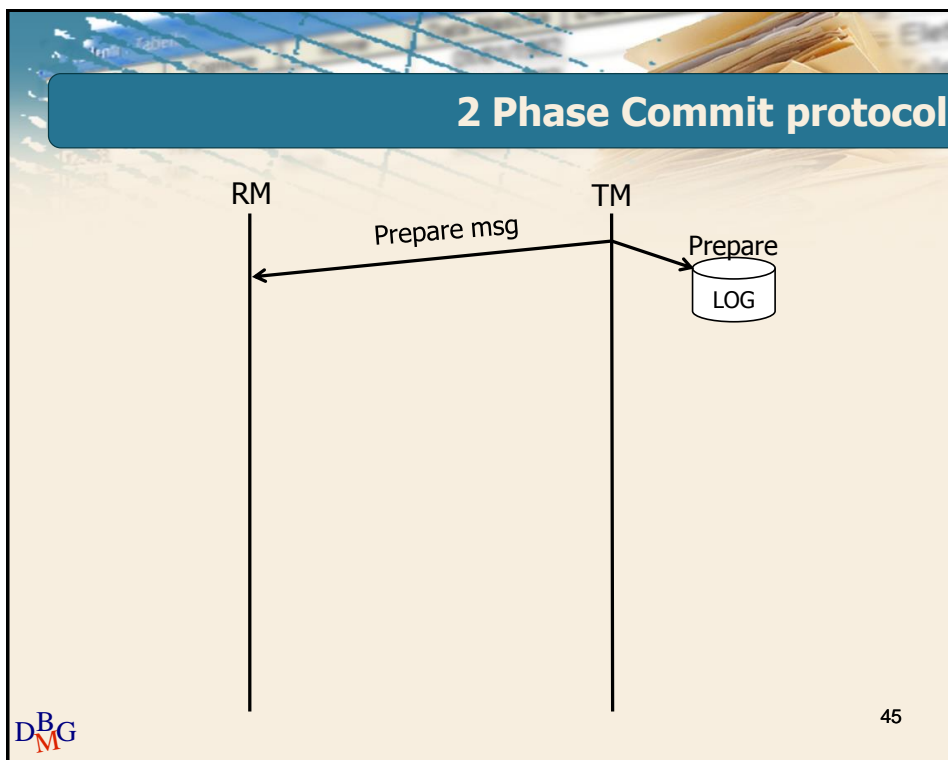 2 Phase Commit protocol
RM
TM
Prepare msg
Prepare
LOG
DBMG
45